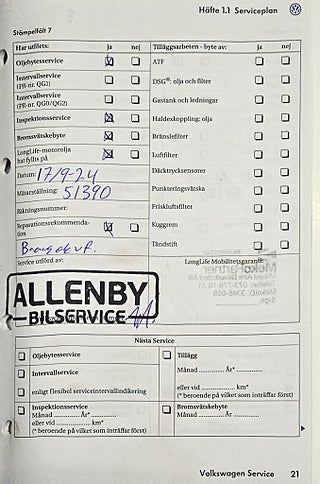 Häfte 1.1 Serviceplan
Stämpelfält 7
Har utförts: ja nej
Oljebytesservice
Intervallservice
(PR-nr. QG1)
Intervallservice
(PR-nr. QG0/QG2)
Inspektionsservice
Bromsvätskebyte
LongLife-motorolja
har fyllts på
Datum: 17/9-24
Mätarställning: 51390
Räkningsnummer:
Reparationsrekommenda-
tion
Service utförd av:
Tilläggsarbeten - byte av: ja nej
ATF
DSG®: olja och filter
Gastank och ledningar
Haldexkoppling: olja
Bränslefilter
Luftfilter
Däcktrycksensorer
Punkteringsvätska
Friskluftsfilter
Kuggrem
Tändstift
LongLife Mobilitetsgaranti
ALLENBY
BILSERVICE
Nästa Service
Oljebytesservice
Intervallservice
enligt flexibel serviceintervallindikering
Inspektionsservice
Månad ............ År* ............
eller vid ............ km*
(* beroende på vilket som inträffar först)
Tillägg
Månad ............ År* ............
eller vid ............ km*
(* beroende på vilket som inträffar först)
Bromsvätskebyte
Månad ............ År ............
Volkswagen Service 21